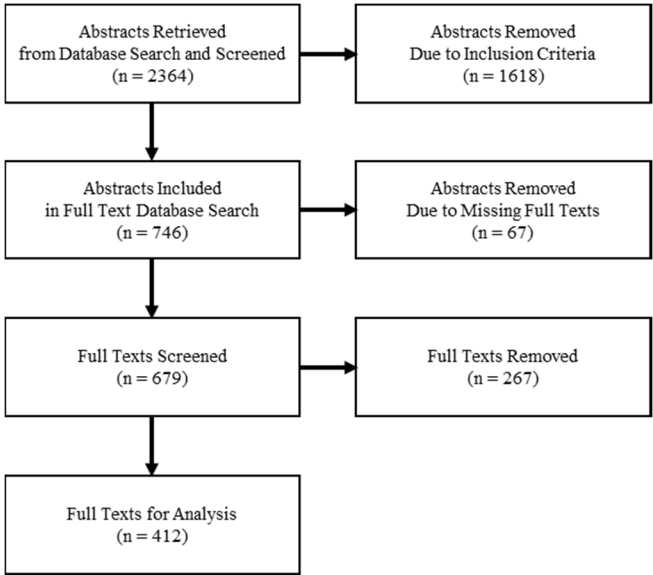 Abstracts Retrieved
from Database Search and Screened
(n = 2364)
Abstracts Removed
Due to Inclusion Criteria
(n = 1618)
Abstracts Included
in Full Text Database Search
(n = 746)
Abstracts Removed
Due to Missing Full Texts
(n = 67)
Full Texts Screened
(n = 679)
Full Texts Removed
(n = 267)
Full Texts for Analysis
(n = 412)